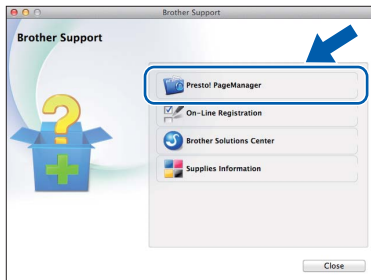 Brother Support
Brother Support
Presto! PageManager
On-Line Registration
Brother Solutions Center
Supplies Information
Close